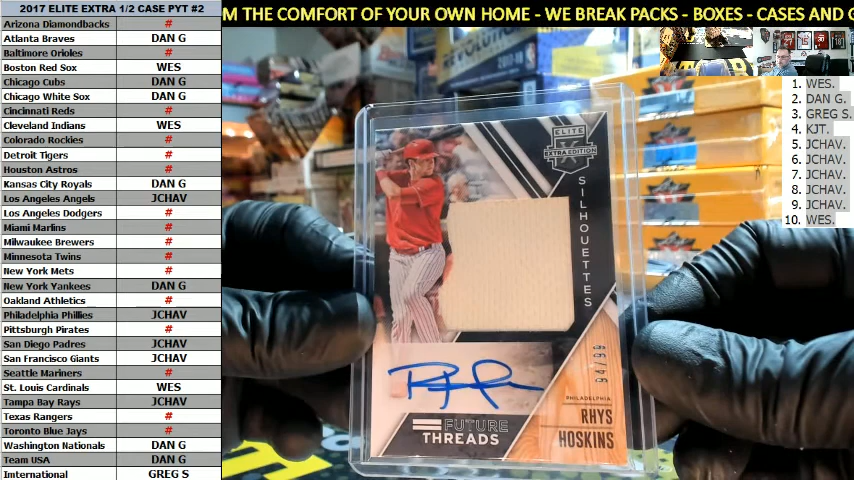 2017 ELITE EXTRA 1/2 CASE PYT #2
Arizona Diamondbacks #
Atlanta Braves DAN G
Baltimore Orioles #
Boston Red Sox WES
Chicago Cubs DAN G
Chicago White Sox DAN G
Cincinnati Reds #
Cleveland Indians WES
Colorado Rockies #
Detroit Tigers #
Houston Astros #
Kansas City Royals DAN G
Los Angeles Angels JCHAV
Los Angeles Dodgers #
Miami Marlins #
Milwaukee Brewers #
Minnesota Twins #
New York Mets #
New York Yankees DAN G
Oakland Athletics #
Philadelphia Phillies JCHAV
Pittsburgh Pirates #
San Diego Padres JCHAV
San Francisco Giants JCHAV
Seattle Mariners #
St. Louis Cardinals WES
Tampa Bay Rays JCHAV
Texas Rangers #
Toronto Blue Jays #
Washington Nationals DAN G
Team USA DAN G
International GREG S
M THE COMFORT OF YOUR OWN HOME - WE BREAK PACKS - BOXES - CASES AND G
1. WES.
2. DAN G.
3. GREG S.
4. KJT.
5. JCHAV.
6. JCHAV.
7. JCHAV.
8. JCHAV.
9. JCHAV.
10. WES.
ELITE
EXTRA EDITION
SILHOUETTES
94/99
PHILADELPHIA
RHYS
HOSKINS
FUTURE
THREADS